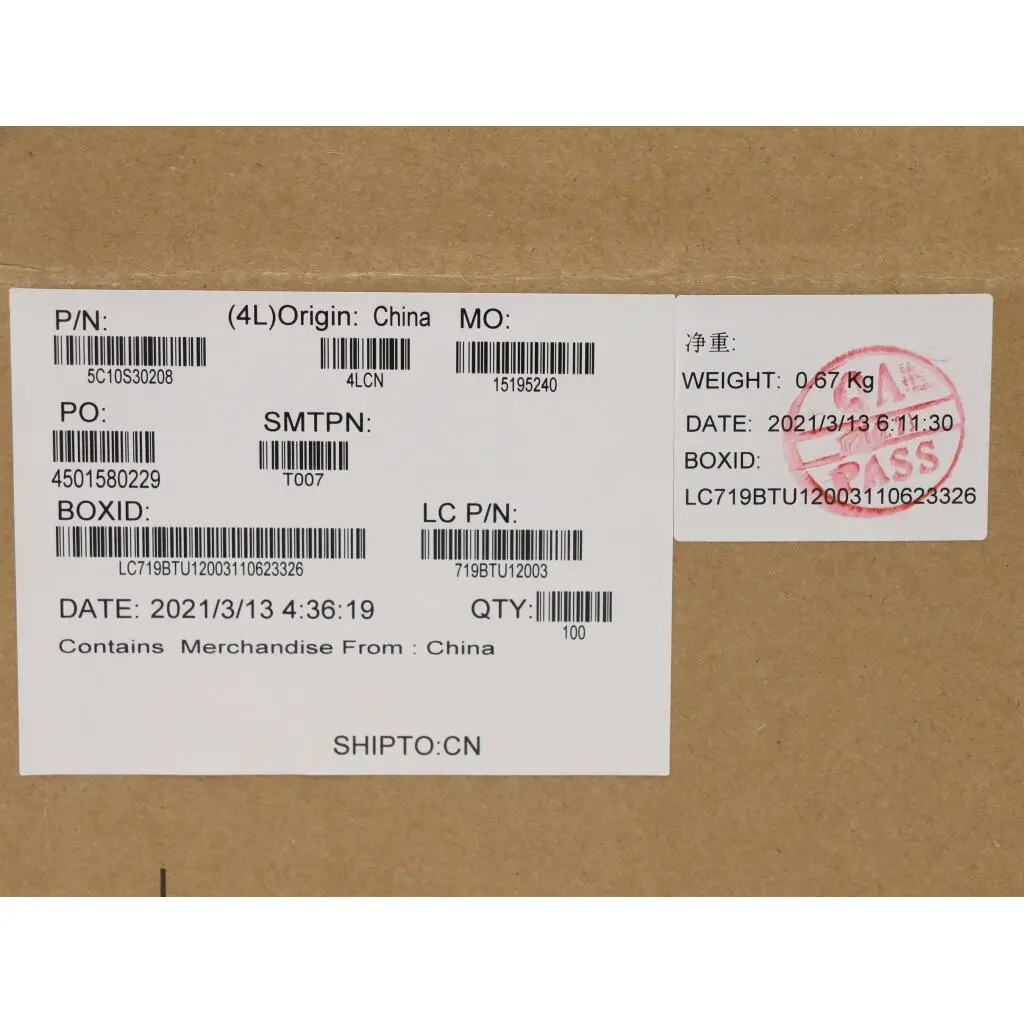 P/N:
(4L)Origin: China
MO:
5C10S30208
4LCN
15195240
PO:
SMTPN:
4501580229
T007
BOXID:
LC P/N:
LC719BTU12003110623326
719BTU12003
DATE: 2021/3/13 4:36:19
QTY:
100
Contains Merchandise From : China
SHIPTO:CN
净重:
WEIGHT: 0.67 Kg
DATE: 2021/3/13 6:11:30
BOXID:
LC719BTU12003110623326
PASS